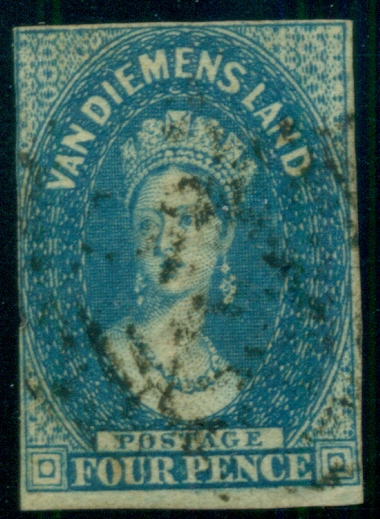 VAN DIEMENS LAND
POSTAGE
FOUR PENCE